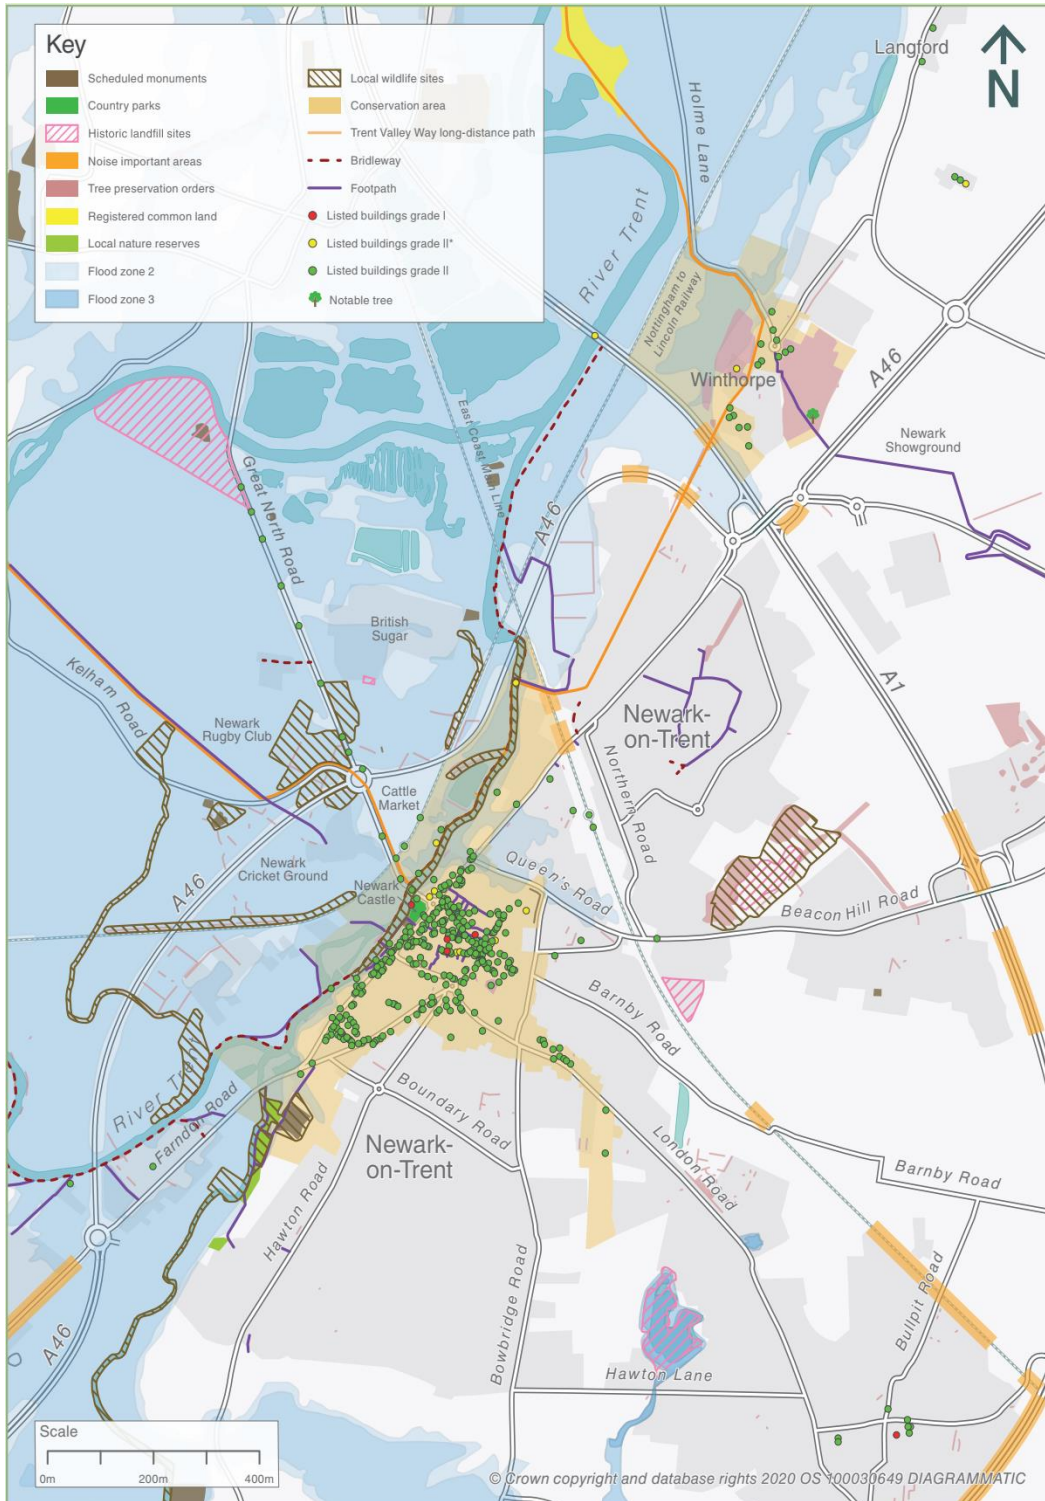 Key
Scheduled monuments
Country parks
Historic landfill sites
Noise important areas
Tree preservation orders
Registered common land
Local nature reserves
Flood zone 2
Flood zone 3
Local wildlife sites
Conservation area
Trent Valley Way long-distance path
Bridleway
Footpath
Listed buildings grade I
Listed buildings grade II*
Listed buildings grade II
Notable tree
Langford
N
Holme Lane
River Trent
Nottingham to
Lincoln Railway
Winthorpe
A46
Newark
Showground
East Coast Main Line
Great North Road
A46
British
Sugar
Kelham Road
A1
Newark
Rugby Club
Newark-
on-Trent
Northern Road
Cattle
Market
Newark
Cricket Ground
A46
Newark
Castle
Queen's Road
Beacon Hill Road
Barnby Road
River Trent
Farndon Road
Boundary Road
Newark-
on-Trent
London Road
Barnby Road
Hawton Road
Bowbridge Road
Bullpit Road
A46
Hawton Lane
Scale
0m 200m 400m
© Crown copyright and database rights 2020 OS 100030649 DIAGRAMMATIC